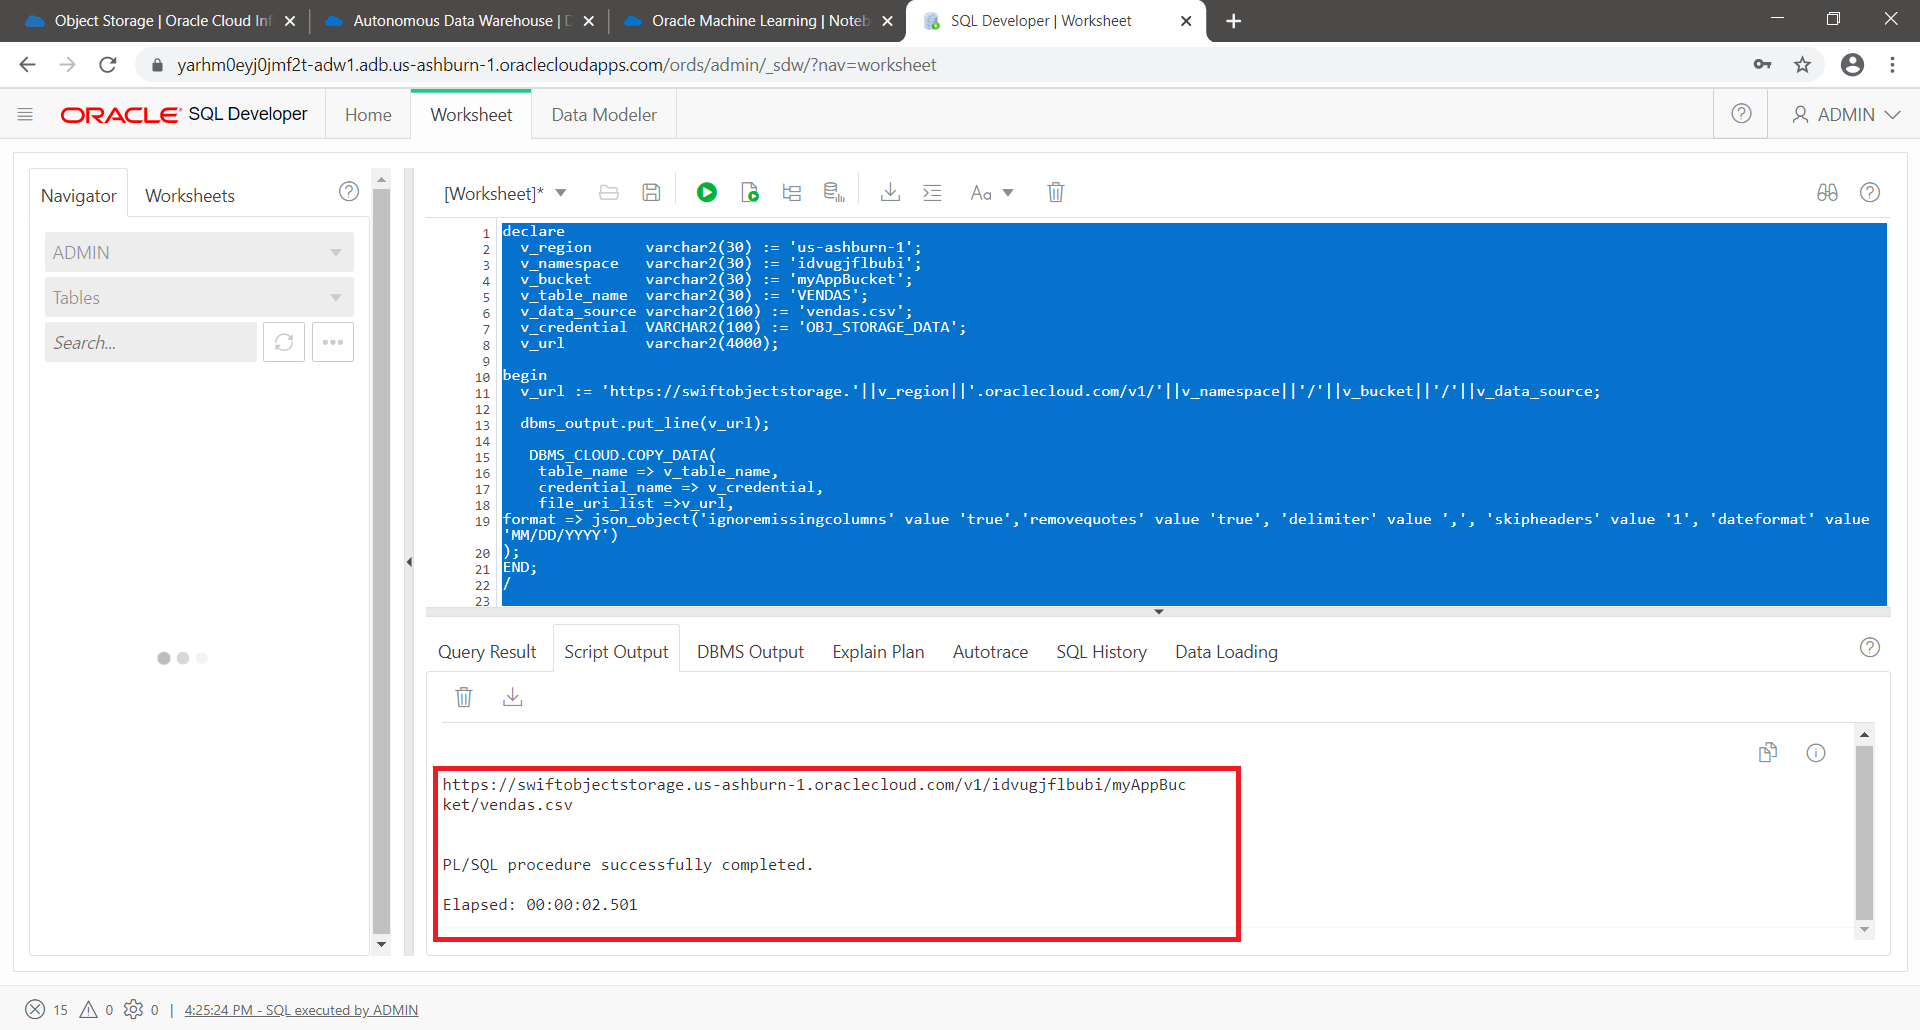 Object Storage | Oracle Cloud Inf
Autonomous Data Warehouse | D
Oracle Machine Learning | Noteb
SQL Developer | Worksheet
yarhm0eyj0jmf2t-adw1.adb.us-ashburn-1.oraclecloudapps.com/ords/admin/_sdw/?nav=worksheet
ORACLE SQL Developer
Home
Worksheet
Data Modeler
ADMIN
Navigator
Worksheets
ADMIN
Tables
Search...
[Worksheet]*
Aa
1 declare
2   v_region      varchar2(30) := 'us-ashburn-1';
3   v_namespace   varchar2(30) := 'idvugjflbubi';
4   v_bucket      varchar2(30) := 'myAppBucket';
5   v_table_name  varchar2(30) := 'VENDAS';
6   v_data_source varchar2(100) := 'vendas.csv';
7   v_credential  VARCHAR2(100) := 'OBJ_STORAGE_DATA';
8   v_url         varchar2(4000);
9
10 begin
11   v_url := 'https://swiftobjectstorage.'||v_region||'.oraclecloud.com/v1/'||v_namespace||'/'||v_bucket||'/'||v_data_source;
12
13   dbms_output.put_line(v_url);
14
15    DBMS_CLOUD.COPY_DATA(
16     table_name => v_table_name,
17     credential_name => v_credential,
18     file_uri_list =>v_url,
19 format => json_object('ignoremissingcolumns' value 'true','removequotes' value 'true', 'delimiter' value ',', 'skipheaders' value '1', 'dateformat' value
'MM/DD/YYYY')
20 );
21 END;
22 /
23
Query Result
Script Output
DBMS Output
Explain Plan
Autotrace
SQL History
Data Loading
https://swiftobjectstorage.us-ashburn-1.oraclecloud.com/v1/idvugjflbubi/myAppBuc
ket/vendas.csv
PL/SQL procedure successfully completed.
Elapsed: 00:00:02.501
15 0 0 | 4:25:24 PM - SQL executed by ADMIN